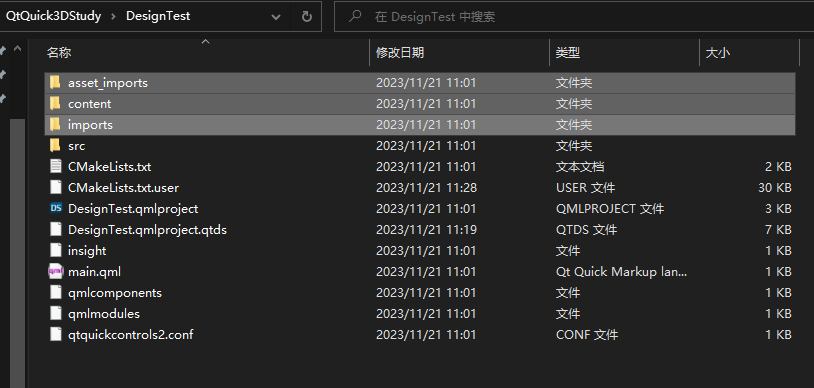 QtQuick3DStudy DesignTest 在 DesignTest 中搜索
名称 修改日期 类型 大小
asset_imports 2023/11/21 11:01 文件夹
content 2023/11/21 11:01 文件夹
imports 2023/11/21 11:01 文件夹
src 2023/11/21 11:01 文件夹
CMakeLists.txt 2023/11/21 11:01 文本文档 2 KB
CMakeLists.txt.user 2023/11/21 11:28 USER 文件 30 KB
DesignTest.qmlproject 2023/11/21 11:01 QMLPROJECT 文件 3 KB
DesignTest.qmlproject.qtds 2023/11/21 11:19 QTDS 文件 7 KB
insight 2023/11/21 11:01 文件 1 KB
main.qml 2023/11/21 11:01 Qt Quick Markup lan... 1 KB
qmlcomponents 2023/11/21 11:01 文件 1 KB
qmlmodules 2023/11/21 11:01 文件 1 KB
qtquickcontrols2.conf 2023/11/21 11:01 CONF 文件 1 KB